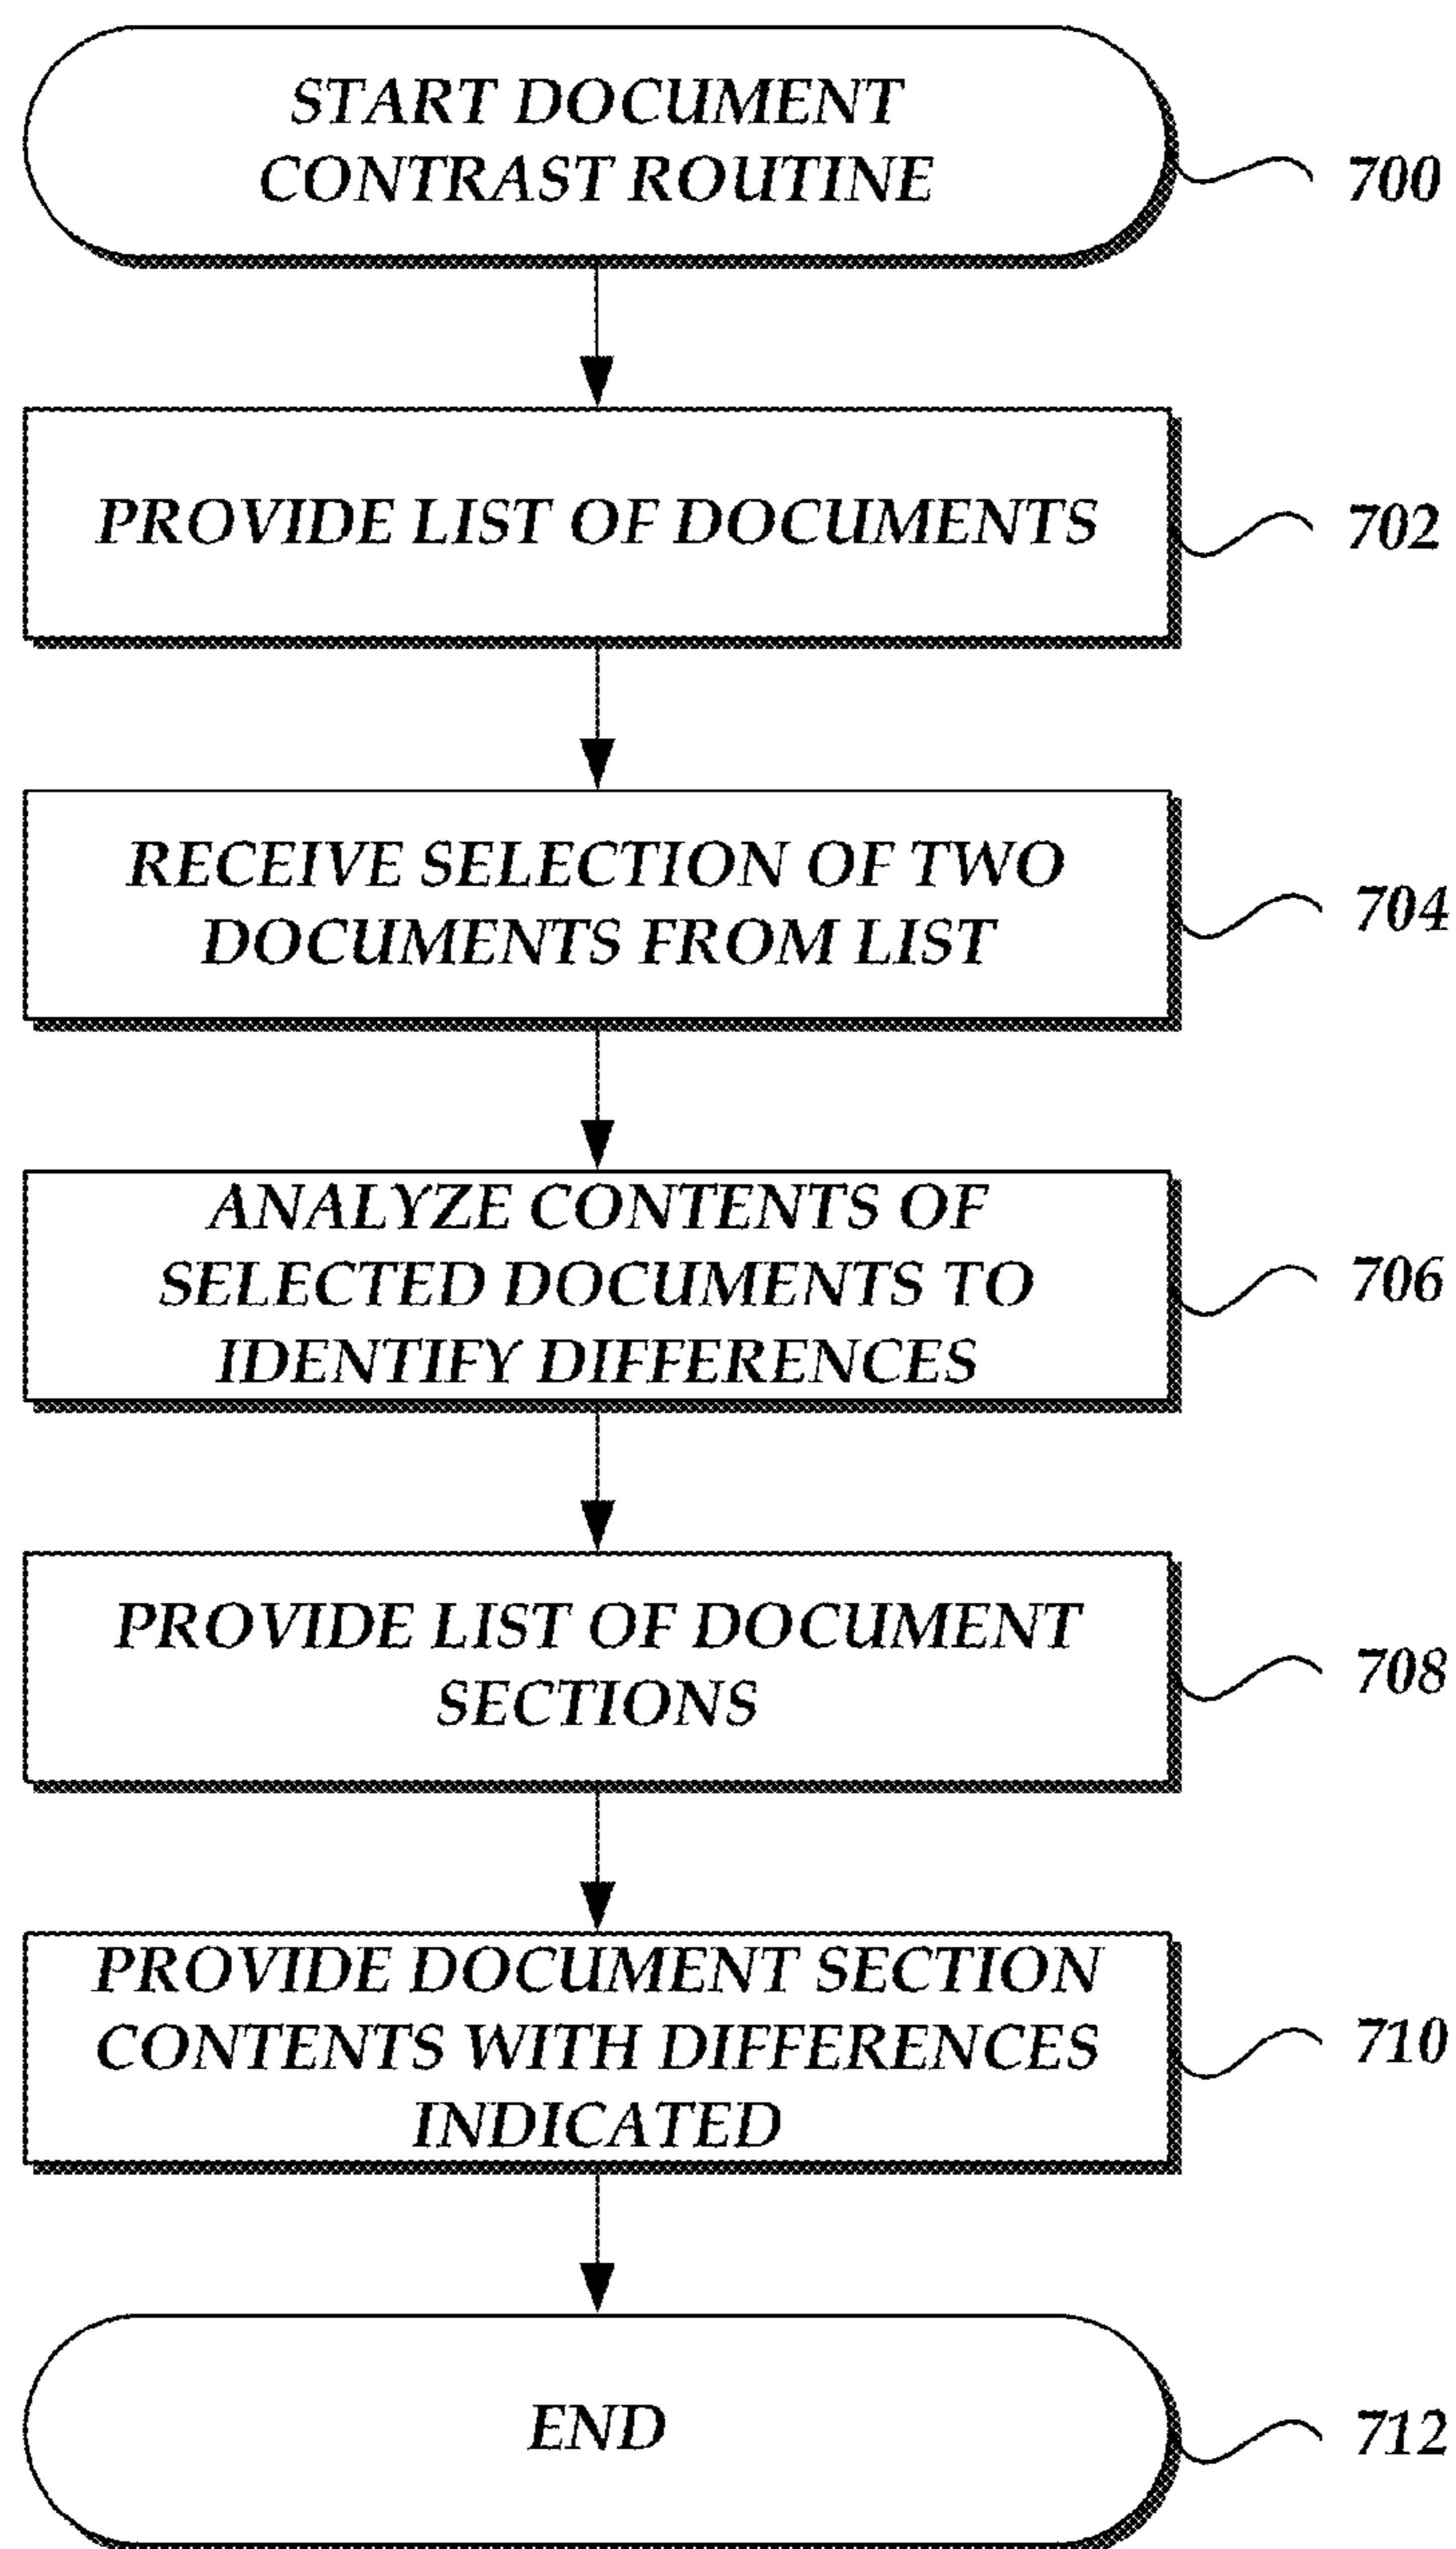 START DOCUMENT
CONTRAST ROUTINE
700
PROVIDE LIST OF DOCUMENTS
702
RECEIVE SELECTION OF TWO
DOCUMENTS FROM LIST
704
ANALYZE CONTENTS OF
SELECTED DOCUMENTS TO
IDENTIFY DIFFERENCES
706
PROVIDE LIST OF DOCUMENT
SECTIONS
708
PROVIDE DOCUMENT SECTION
CONTENTS WITH DIFFERENCES
INDICATED
710
END
712